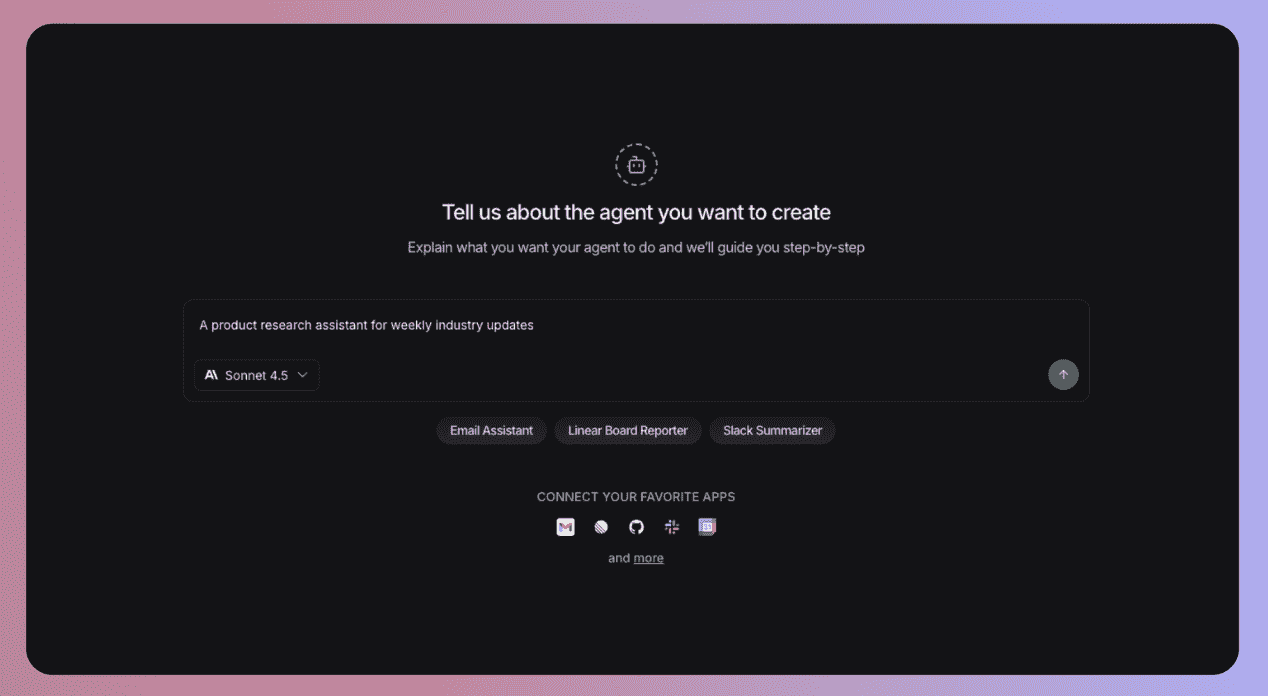 Tell us about the agent you want to create
Explain what you want your agent to do and we'll guide you step-by-step
A product research assistant for weekly industry updates
Sonnet 4.5
Email Assistant
Linear Board Reporter
Slack Summarizer
CONNECT YOUR FAVORITE APPS
and more